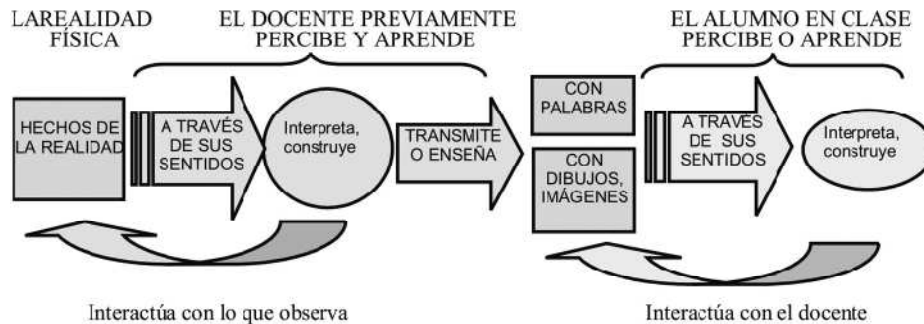 LAREALIDAD
FÍSICA
EL DOCENTE PREVIAMENTE
PERCIBE Y APRENDE
EL ALUMNO EN CLASE
PERCIBE O APRENDE
HECHOS DE
LA REALIDAD
A TRAVÉS
DE SUS
SENTIDOS
Interpreta,
construye
TRANSMITE
O ENSEÑA
CON
PALABRAS
CON
DIBUJOS,
IMÁGENES
A TRAVÉS
DE SUS
SENTIDOS
Interpreta,
construye
Interactúa con lo que observa
Interactúa con el docente